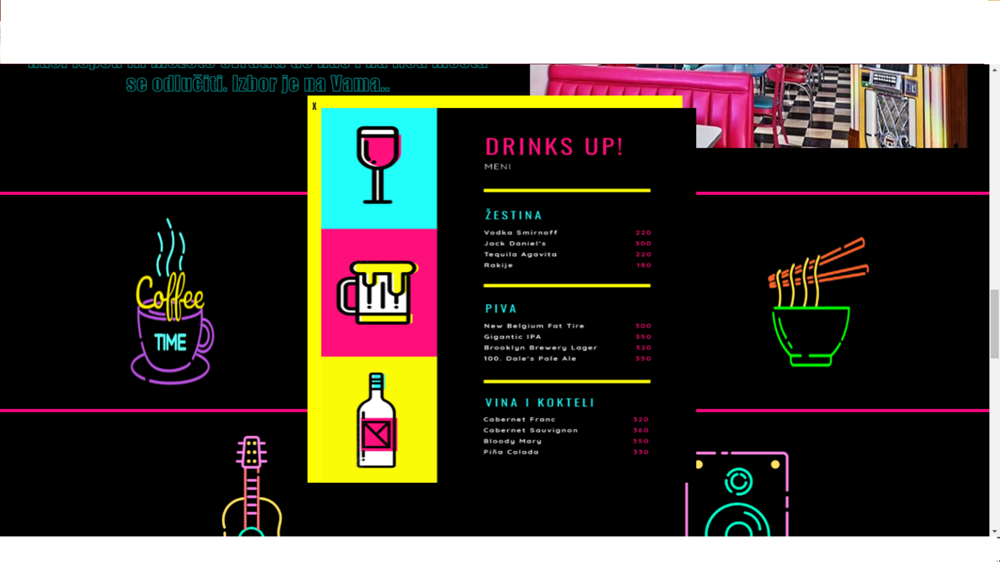 se odlučiti. Izbor je na Vama..
X
DRINKS UP!
MENI
ŽESTINA
Vodka Smirnoff 220
Jack Daniel's 300
Tequila Agavita 220
Rakije 180
PIVA
New Belgium Fat Tire 300
Gigantic IPA 350
Brooklyn Brewery Lager 320
100. Dale's Pale Ale 350
VINA I KOKTELI
Cabernet Franc 320
Cabernet Sauvignon 360
Bloody Mary 350
Piña Colada 330
Coffee
TIME